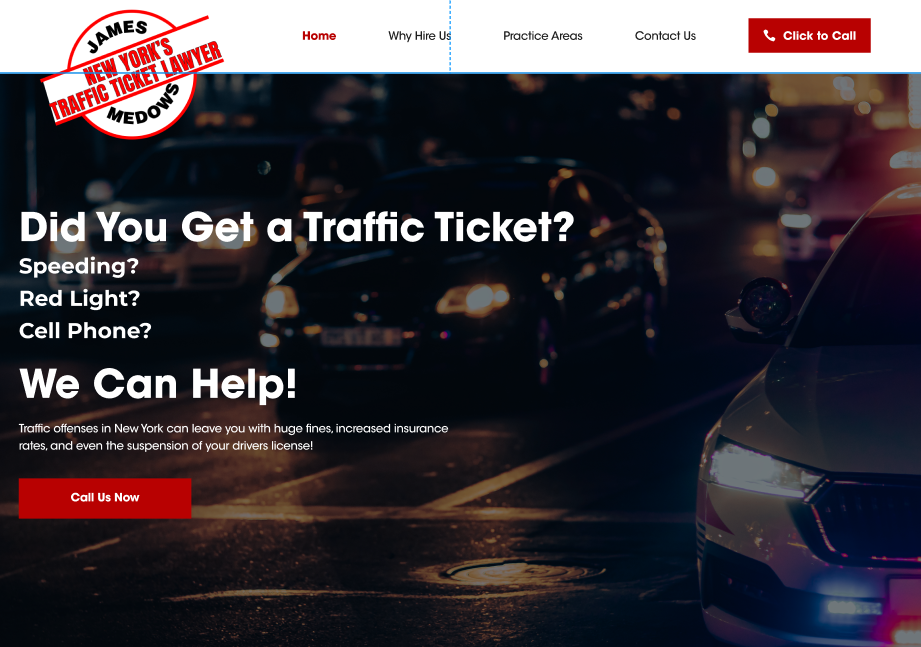 JAMES
NEW YORK'S
TRAFFIC TICKET LAWYER
MEDOWS
Home
Why Hire Us
Practice Areas
Contact Us
Click to Call
Did You Get a Traffic Ticket?
Speeding?
Red Light?
Cell Phone?
We Can Help!
Traffic offenses in New York can leave you with huge fines, increased insurance
rates, and even the suspension of your drivers license!
Call Us Now